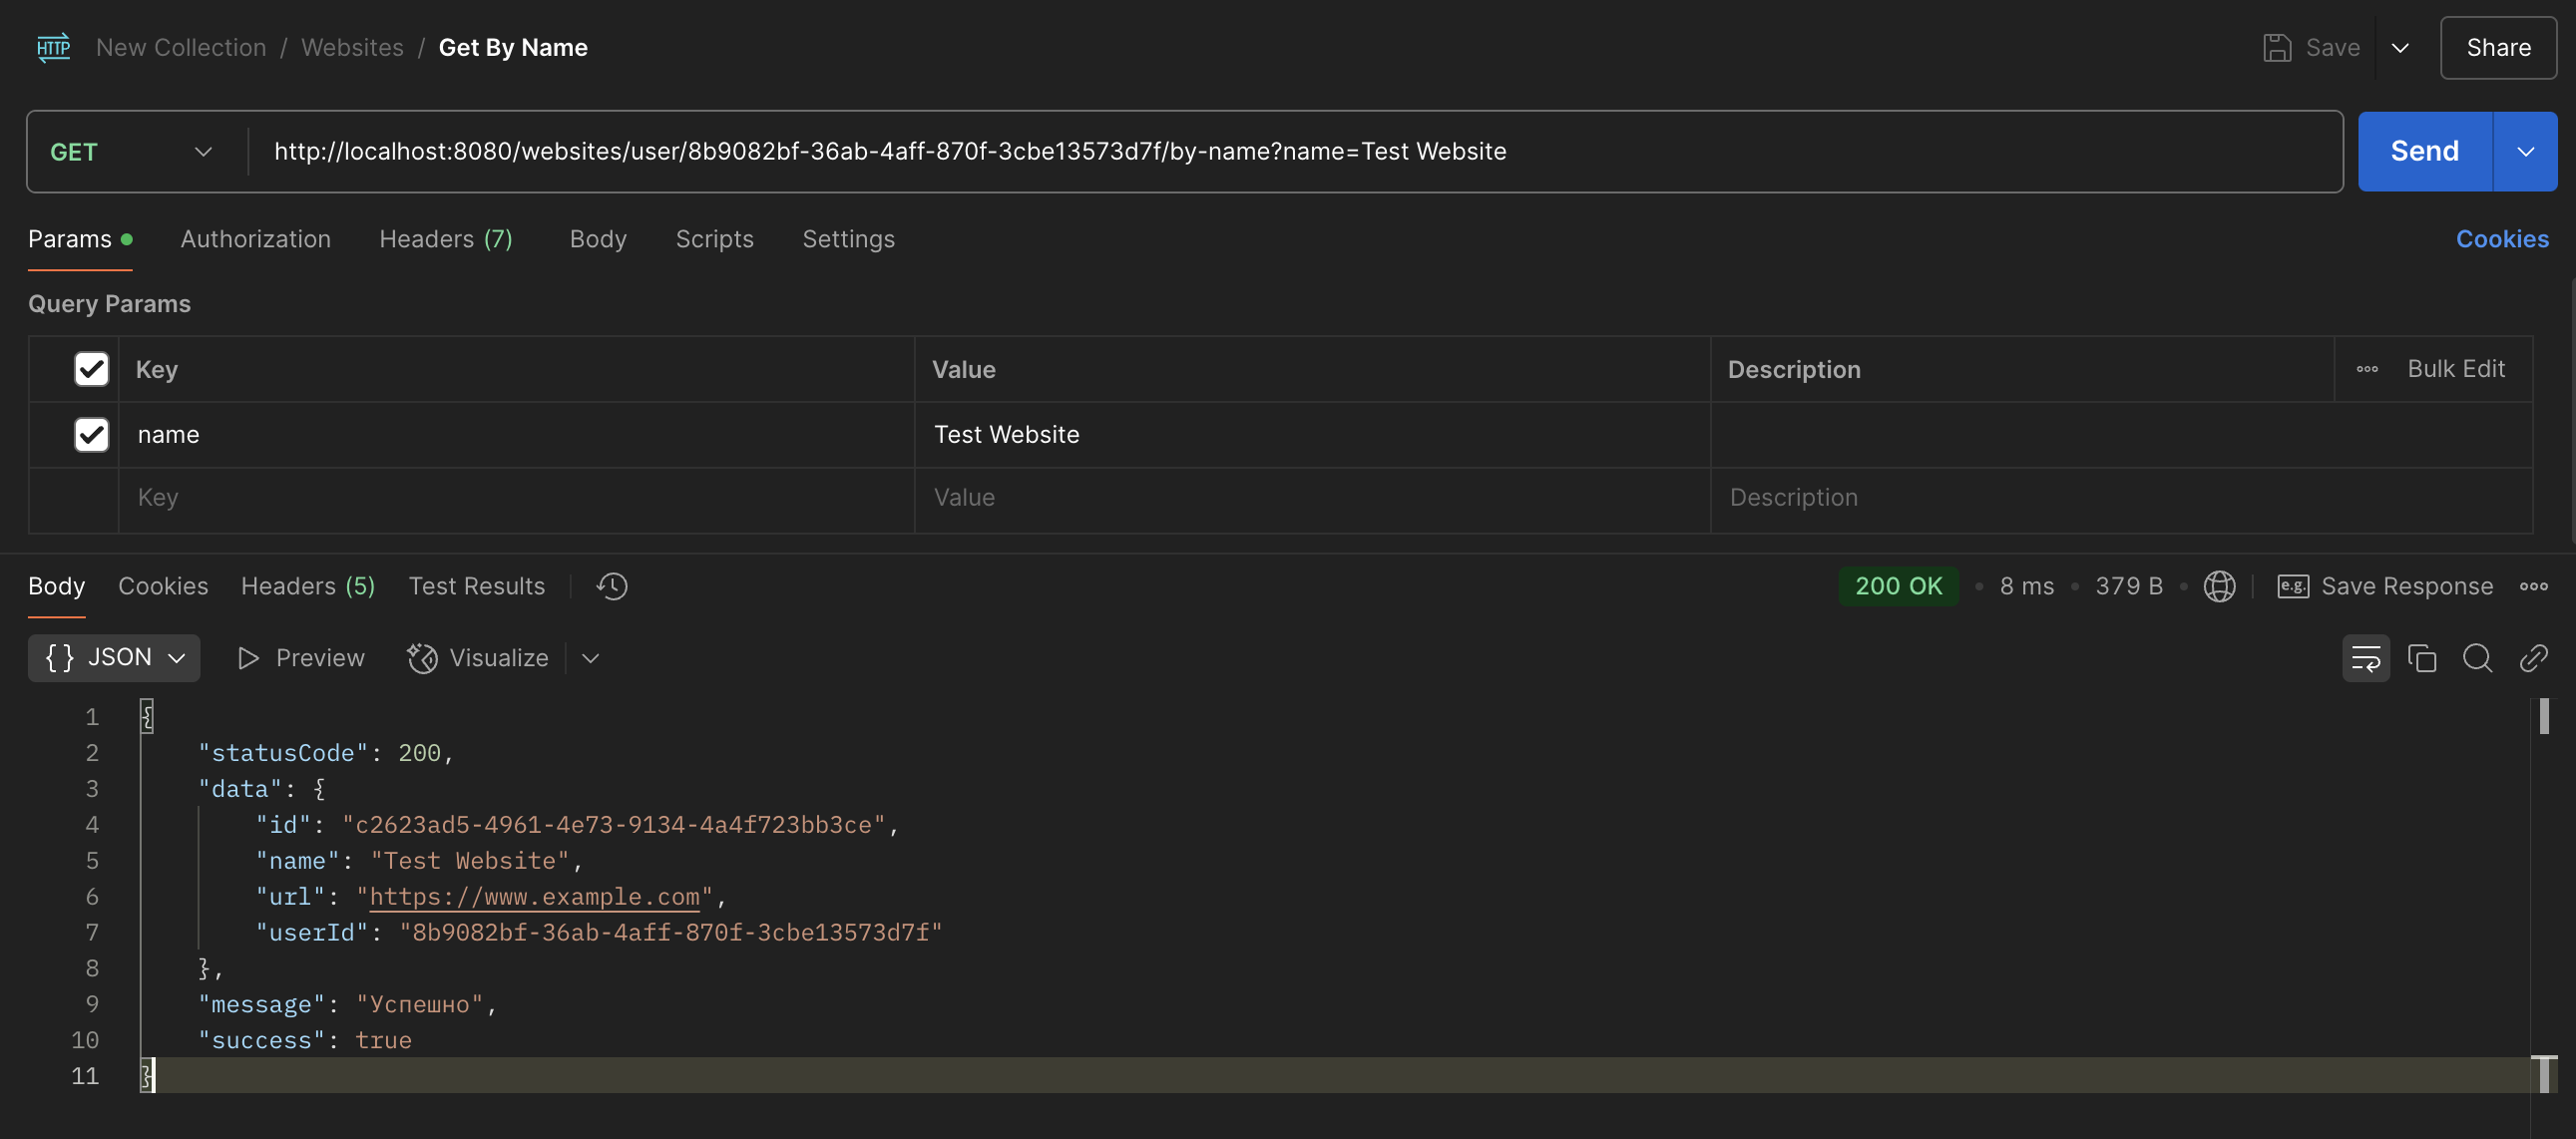 HTTP New Collection / Websites / Get By Name Save Share
GET http://localhost:8080/websites/user/8b9082bf-36ab-4aff-870f-3cbe13573d7f/by-name?name=Test Website Send
Params Authorization Headers (7) Body Scripts Settings Cookies
Query Params
Key Value Description Bulk Edit
name Test Website
Key Value Description
Body Cookies Headers (5) Test Results 200 OK • 8 ms • 379 B • e.g. Save Response
{} JSON Preview Visualize
1 {
2 "statusCode": 200,
3 "data": {
4 "id": "c2623ad5-4961-4e73-9134-4a4f723bb3ce",
5 "name": "Test Website",
6 "url": "https://www.example.com",
7 "userId": "8b9082bf-36ab-4aff-870f-3cbe13573d7f"
8 },
9 "message": "Успешно",
10 "success": true
11 }